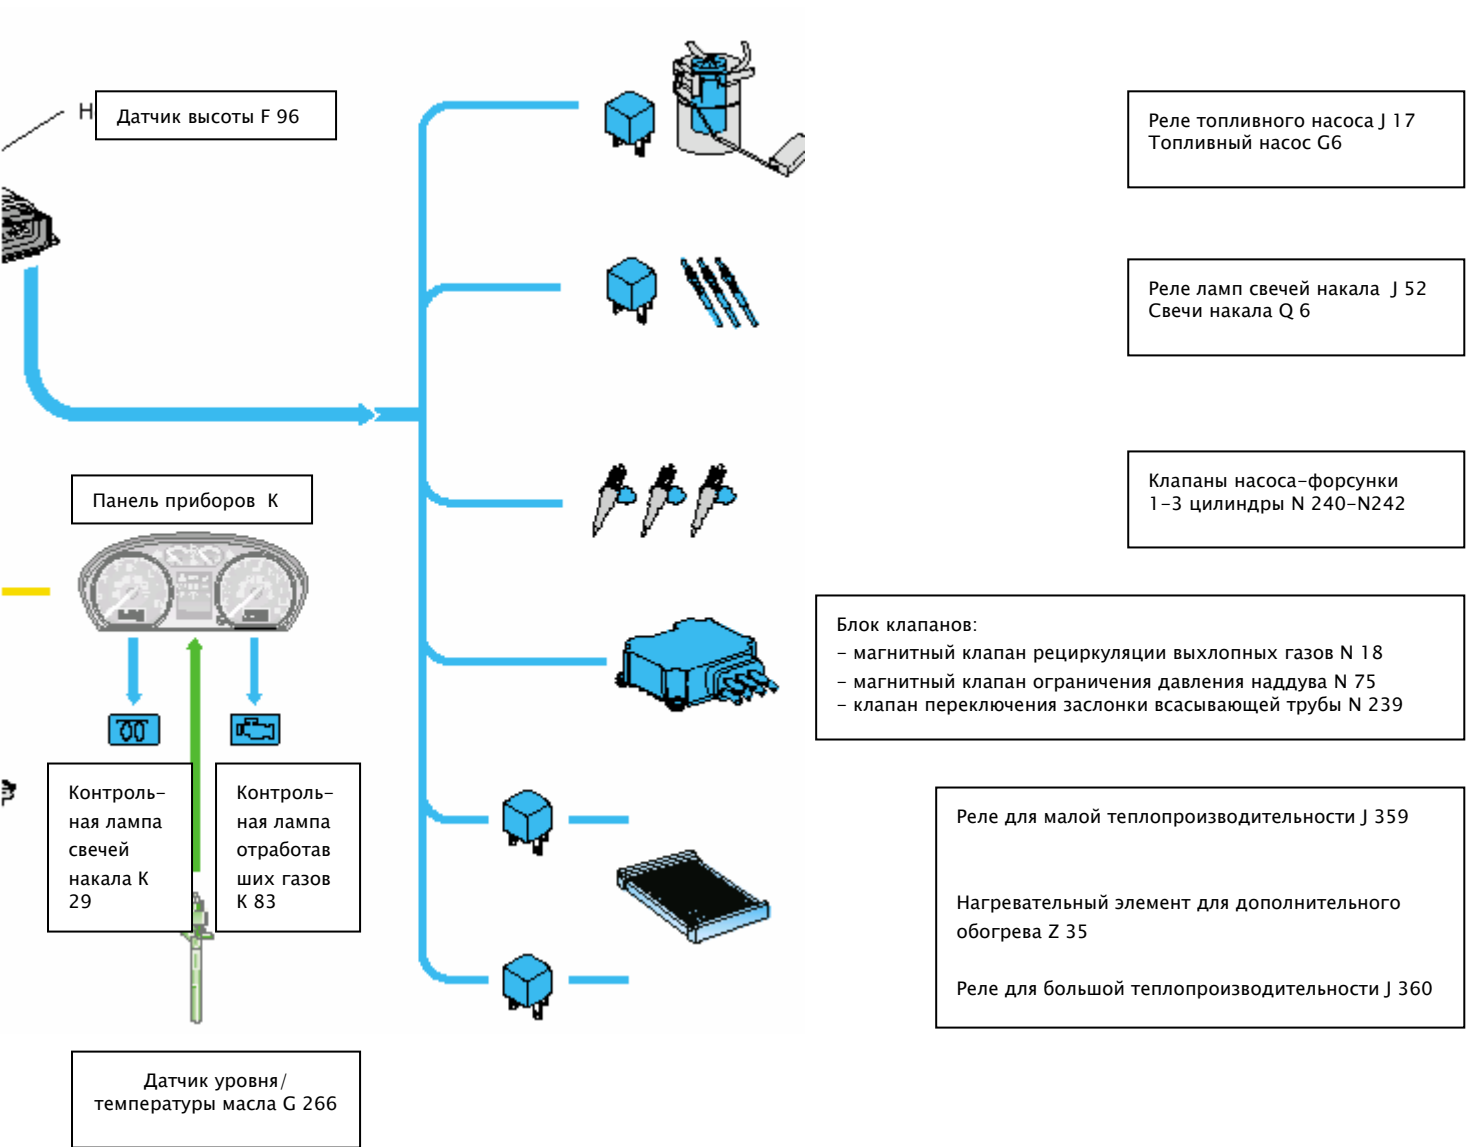 Н
Датчик высоты F 96
Реле топливного насоса J 17
Топливный насос G6
Реле ламп свечей накала J 52
Свечи накала Q 6
Клапаны насоса-форсунки
1-3 цилиндры N 240-N242
Панель приборов К
Блок клапанов:
- магнитный клапан рециркуляции выхлопных газов N 18
- магнитный клапан ограничения давления наддува N 75
- клапан переключения заслонки всасывающей трубы N 239
Контроль-
ная лампа
свечей
накала К
29
Контроль-
ная лампа
отработав
ших газов
К 83
Реле для малой теплопроизводительности J 359
Нагревательный элемент для дополнительного
обогрева Z 35
Реле для большой теплопроизводительности J 360
Датчик уровня/
температуры масла G 266